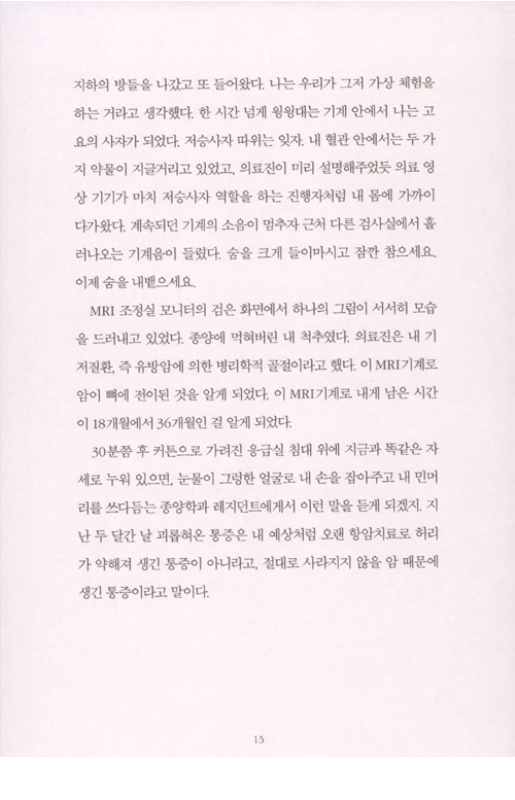 지하의 방들을 나갔고 또 들어왔다. 나는 우리가 그저 가상 체험을
하는 거라고 생각했다. 한 시간 넘게 윙윙대는 기계 안에서 나는 고
요의 사자가 되었다. 저승사자 따위는 잊자. 내 혈관 안에서는 두 가
지 약물이 지글거리고 있었고, 의료진이 미리 설명해주었듯 의료 영
상 기기가 마치 저승사자 역할을 하는 진행자처럼 내 몸에 가까이
다가왔다. 계속되던 기계의 소음이 멈추자 근처 다른 검사실에서 흘
러나오는 기계음이 들렸다. 숨을 크게 들이마시고 잠깐 참으세요.
이제 숨을 내뱉으세요.
MRI 조정실 모니터의 검은 화면에서 하나의 그림이 서서히 모습
을 드러내고 있었다. 종양에 먹혀버린 내 척추였다. 의료진은 내 기
저질환, 즉 유방암에 의한 병리학적 골절이라고 했다. 이 MRI기계로
암이 뼈에 전이된 것을 알게 되었다. 이 MRI기계로 내게 남은 시간
이 18개월에서 36개월인 걸 알게 되었다.
30분쯤 후 커튼으로 가려진 응급실 침대 위에 지금과 똑같은 자
세로 누워 있으면, 눈물이 그렁한 얼굴로 내 손을 잡아주고 내 민머
리를 쓰다듬는 종양학과 레지던트에게서 이런 말을 듣게 되겠지. 지
난 두 달간 날 괴롭혀온 통증은 내 예상처럼 오랜 항암치료로 허리
가 약해져 생긴 통증이 아니라고, 절대로 사라지지 않을 암 때문에
생긴 통증이라고 말이다.
15